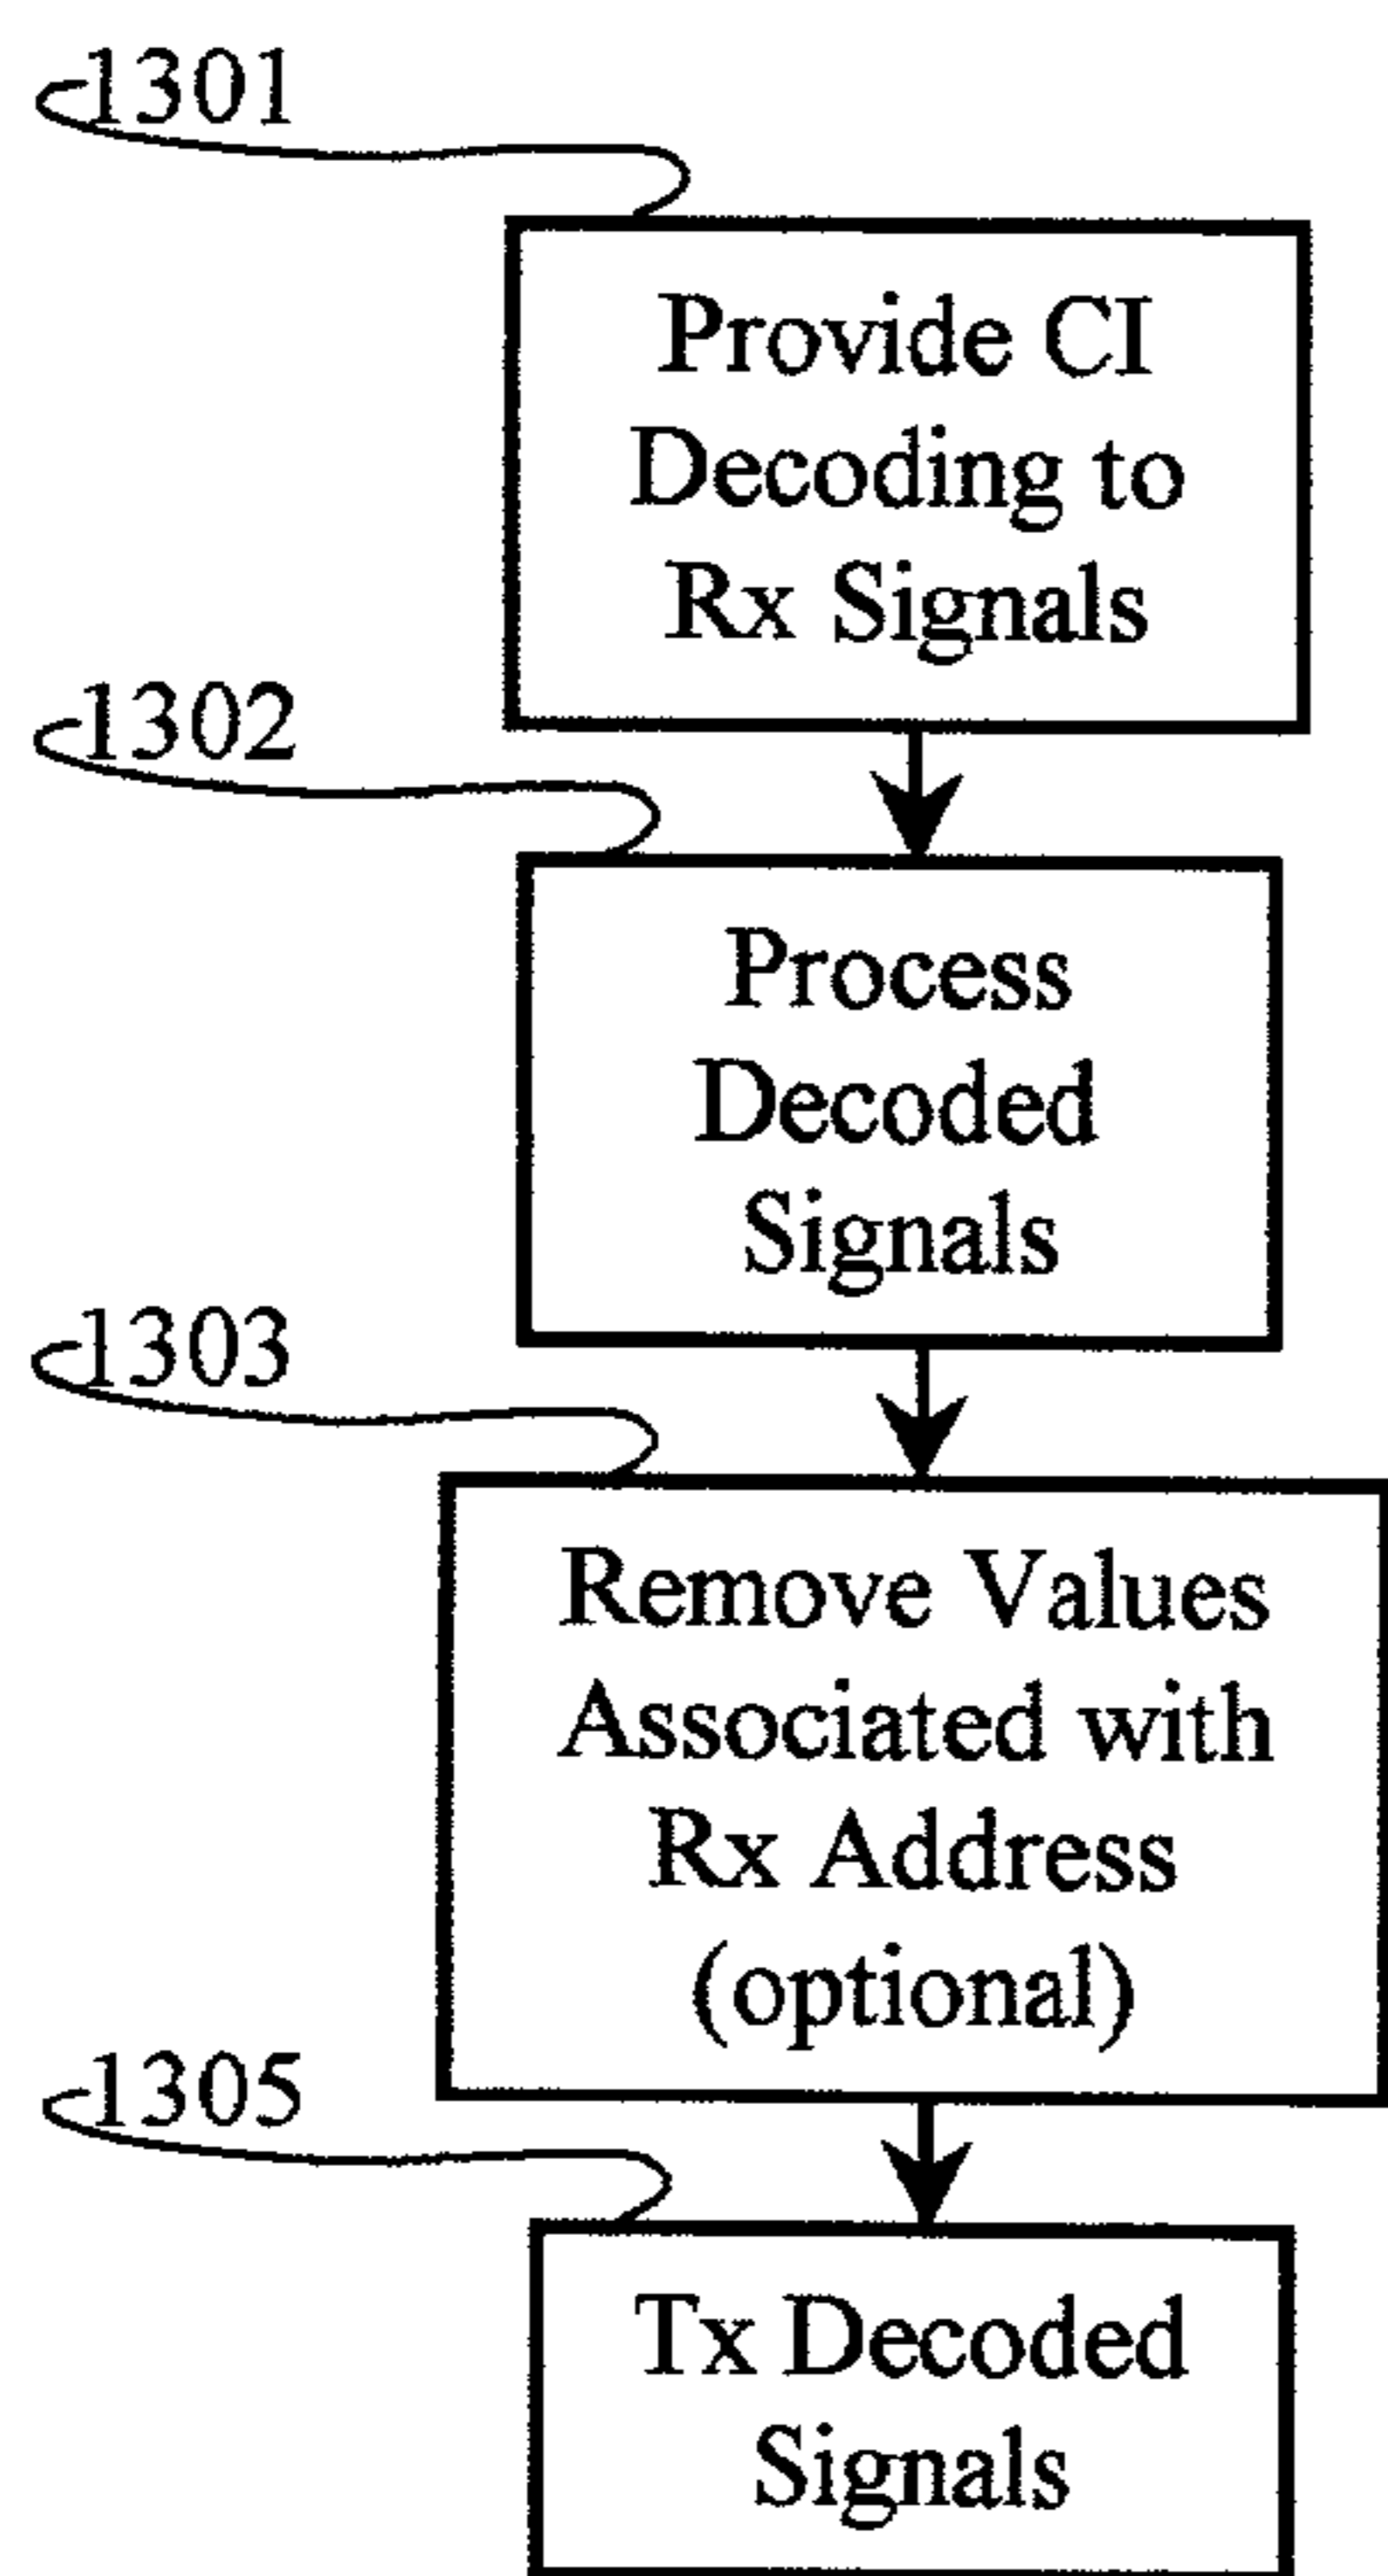 1301
Provide CI
Decoding to
Rx Signals
1302
Process
Decoded
Signals
1303
Remove Values
Associated with
Rx Address
(optional)
1305
Tx Decoded
Signals